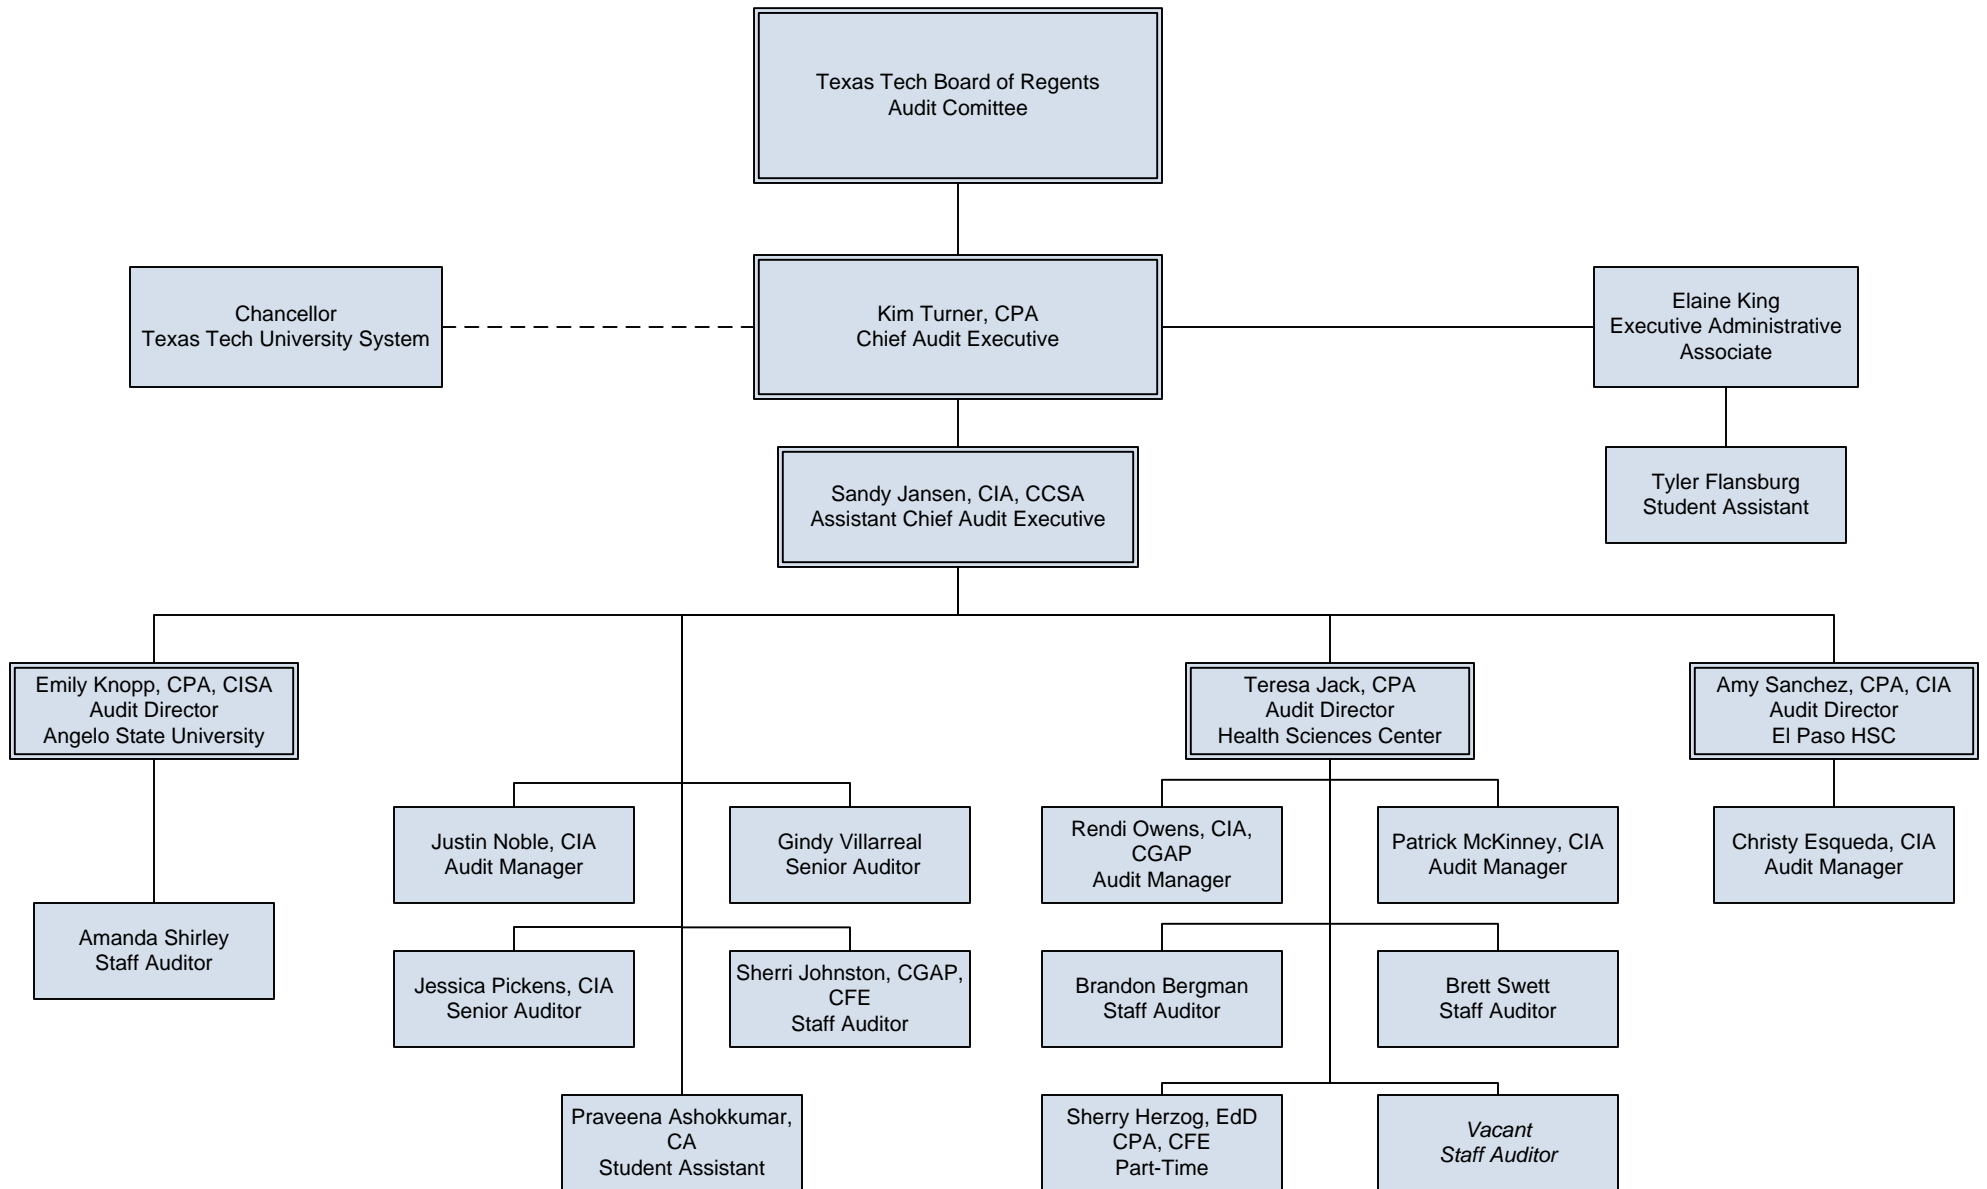 Texas Tech Board of Regents
Audit Comittee
Chancellor
Texas Tech University System
Kim Turner, CPA
Chief Audit Executive
Elaine King
Executive Administrative
Associate
Sandy Jansen, CIA, CCSA
Assistant Chief Audit Executive
Tyler Flansburg
Student Assistant
Emily Knopp, CPA, CISA
Audit Director
Angelo State University
Teresa Jack, CPA
Audit Director
Health Sciences Center
Amy Sanchez, CPA, CIA
Audit Director
El Paso HSC
Justin Noble, CIA
Audit Manager
Gindy Villarreal
Senior Auditor
Rendi Owens, CIA,
CGAP
Audit Manager
Patrick McKinney, CIA
Audit Manager
Christy Esqueda, CIA
Audit Manager
Amanda Shirley
Staff Auditor
Jessica Pickens, CIA
Senior Auditor
Sherri Johnston, CGAP,
CFE
Staff Auditor
Brandon Bergman
Staff Auditor
Brett Swett
Staff Auditor
Praveena Ashokkumar,
CA
Student Assistant
Sherry Herzog, EdD
CPA, CFE
Part-Time
Vacant
Staff Auditor